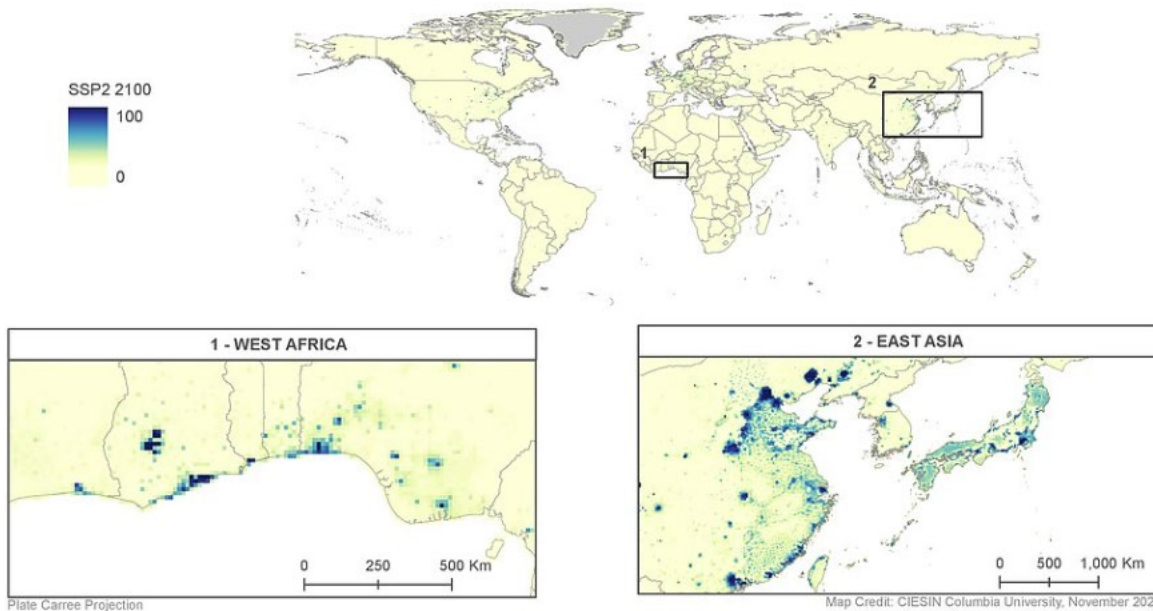 SSP2 2100
100
0
1
2
1 - WEST AFRICA
0 250 500 Km
Plate Carree Projection
2 - EAST ASIA
0 500 1,000 Km
Map Credit: CIESIN Columbia University, November 202